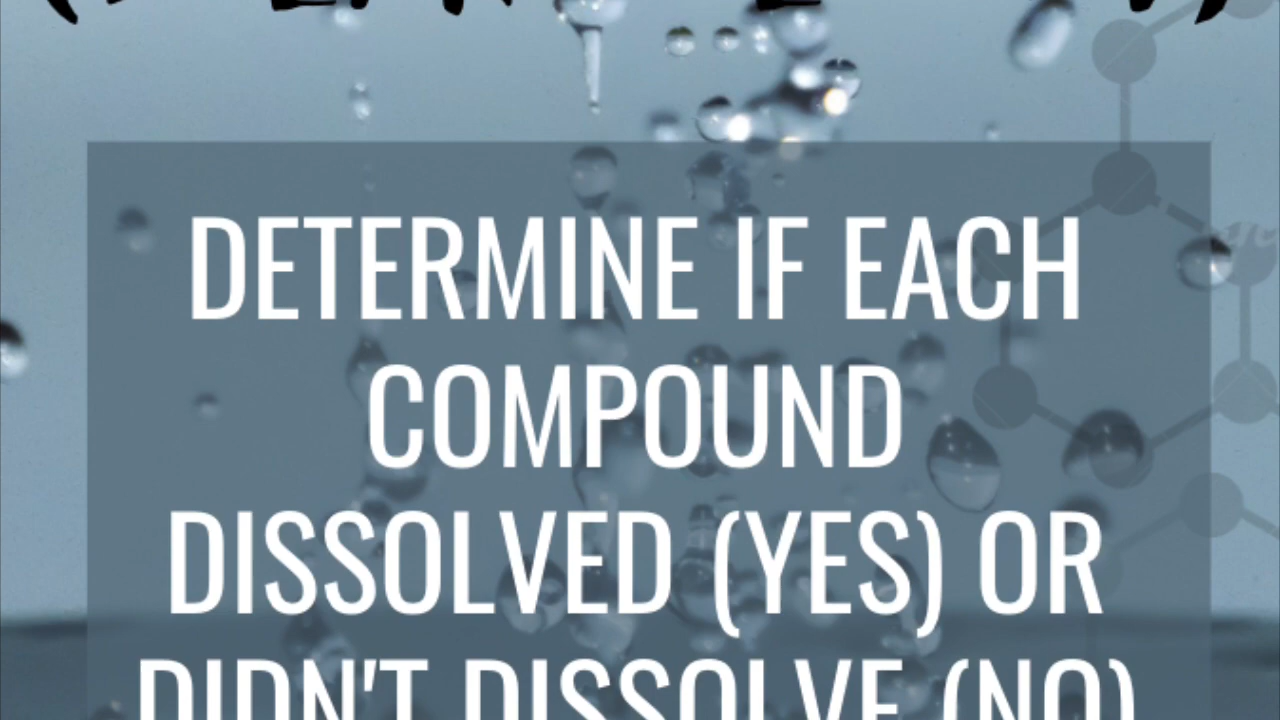 DETERMINE IF EACH
COMPOUND
DISSOLVED (YES) OR
DIDN'T DISSOLVE (NO)